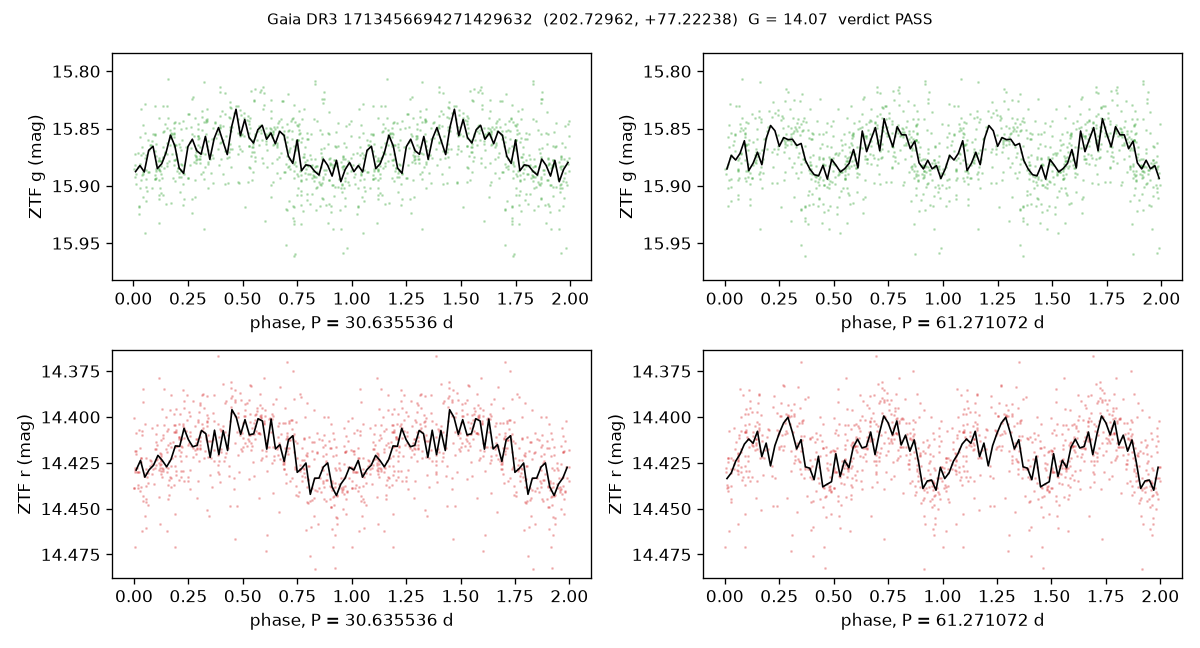 Gaia DR3 1713456694271429632 (202.72962, +77.22238) G = 14.07 verdict PASS
ZTF g (mag)
15.80
15.85
15.90
15.95
0.00 0.25 0.50 0.75 1.00 1.25 1.50 1.75 2.00
phase, P = 30.635536 d
ZTF g (mag)
15.80
15.85
15.90
15.95
0.00 0.25 0.50 0.75 1.00 1.25 1.50 1.75 2.00
phase, P = 61.271072 d
ZTF r (mag)
14.375
14.400
14.425
14.450
14.475
0.00 0.25 0.50 0.75 1.00 1.25 1.50 1.75 2.00
phase, P = 30.635536 d
ZTF r (mag)
14.375
14.400
14.425
14.450
14.475
0.00 0.25 0.50 0.75 1.00 1.25 1.50 1.75 2.00
phase, P = 61.271072 d